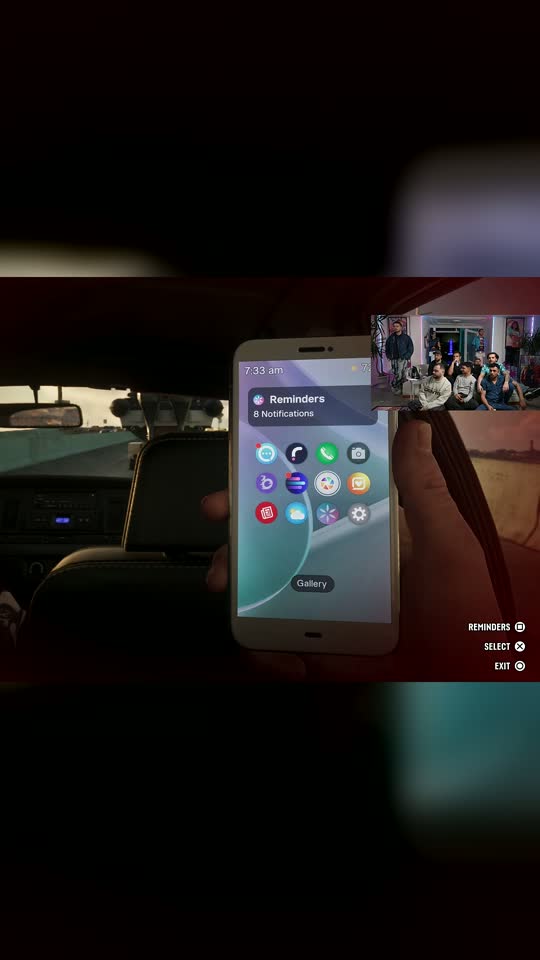 7:33 am
Reminders
8 Notifications
Gallery
REMINDERS
SELECT
EXIT